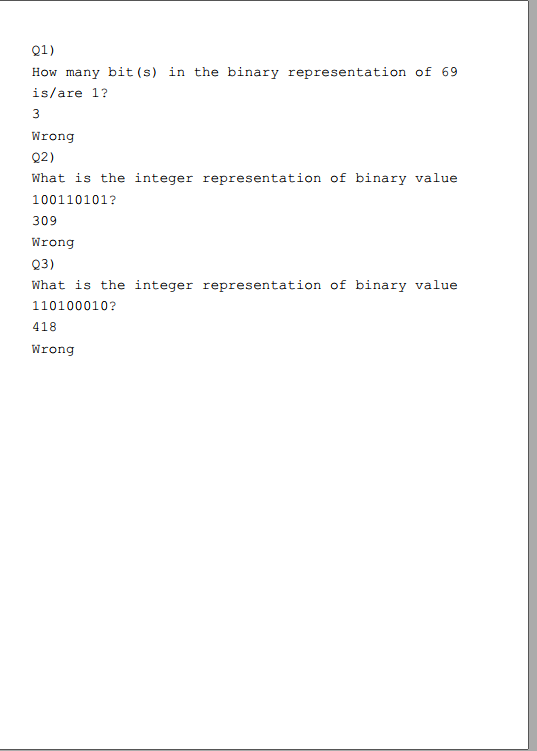 Q1)
How many bit(s) in the binary representation of 69
is/are 1?
3
Wrong
Q2)
What is the integer representation of binary value
100110101?
309
Wrong
Q3)
What is the integer representation of binary value
110100010?
418
Wrong